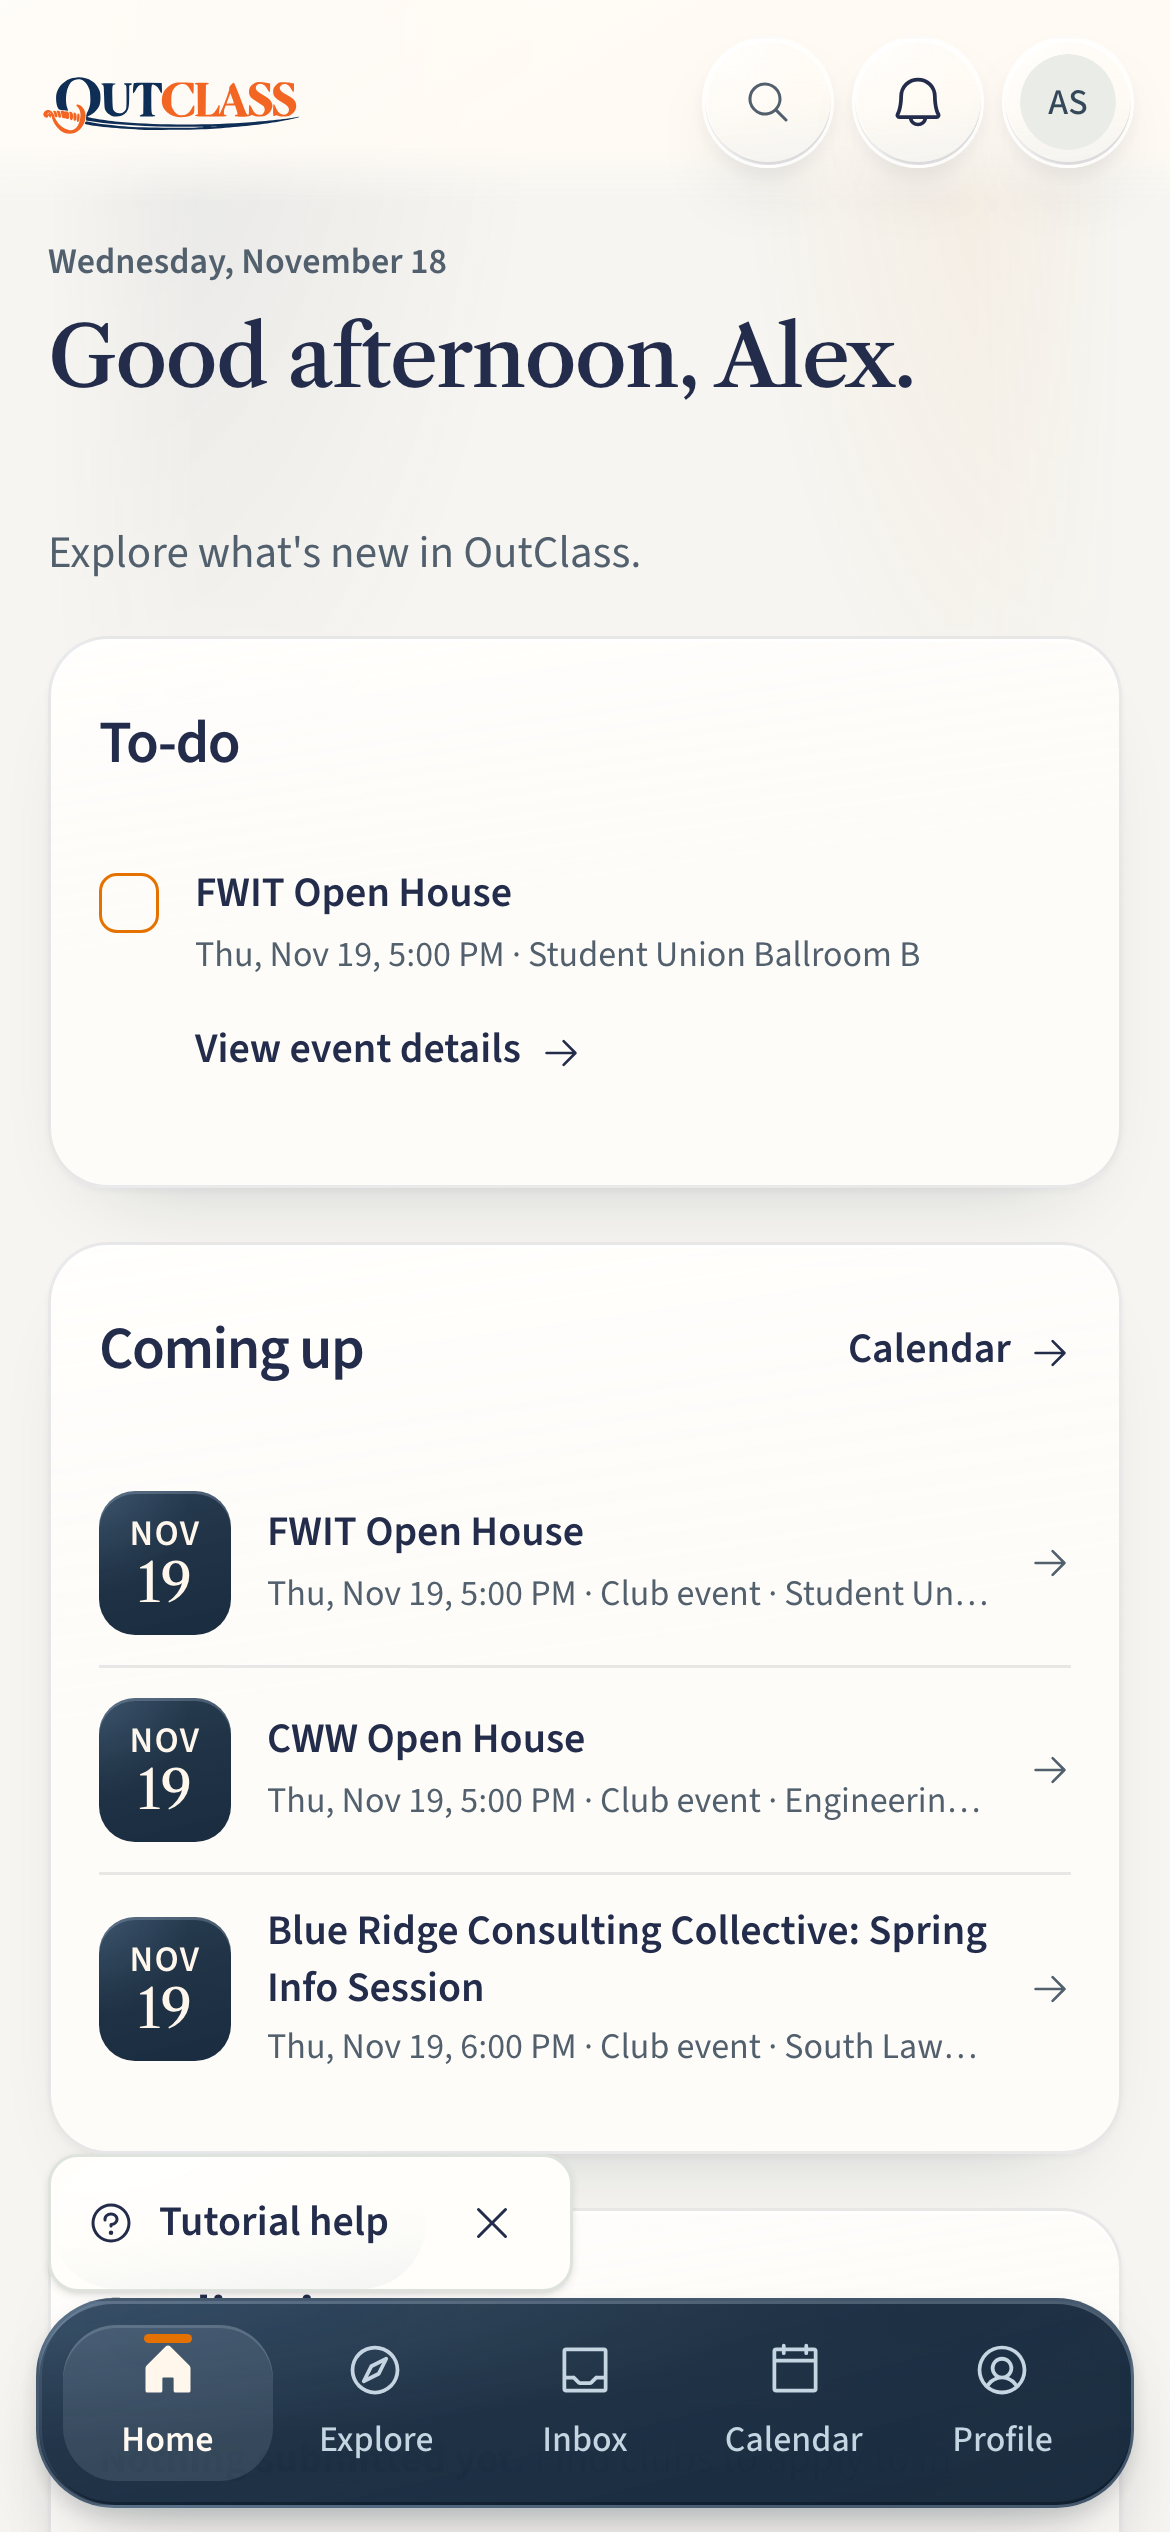 OUTCLASS
AS
Wednesday, November 18
Good afternoon, Alex.
Explore what's new in OutClass.
To-do
FWIT Open House
Thu, Nov 19, 5:00 PM · Student Union Ballroom B
View event details
Coming up
Calendar
NOV
19
FWIT Open House
Thu, Nov 19, 5:00 PM · Club event · Student Un...
NOV
19
CWW Open House
Thu, Nov 19, 5:00 PM · Club event · Engineerin...
NOV
19
Blue Ridge Consulting Collective: Spring
Info Session
Thu, Nov 19, 6:00 PM · Club event · South Law...
Tutorial help
Home
Explore
Inbox
Calendar
Profile